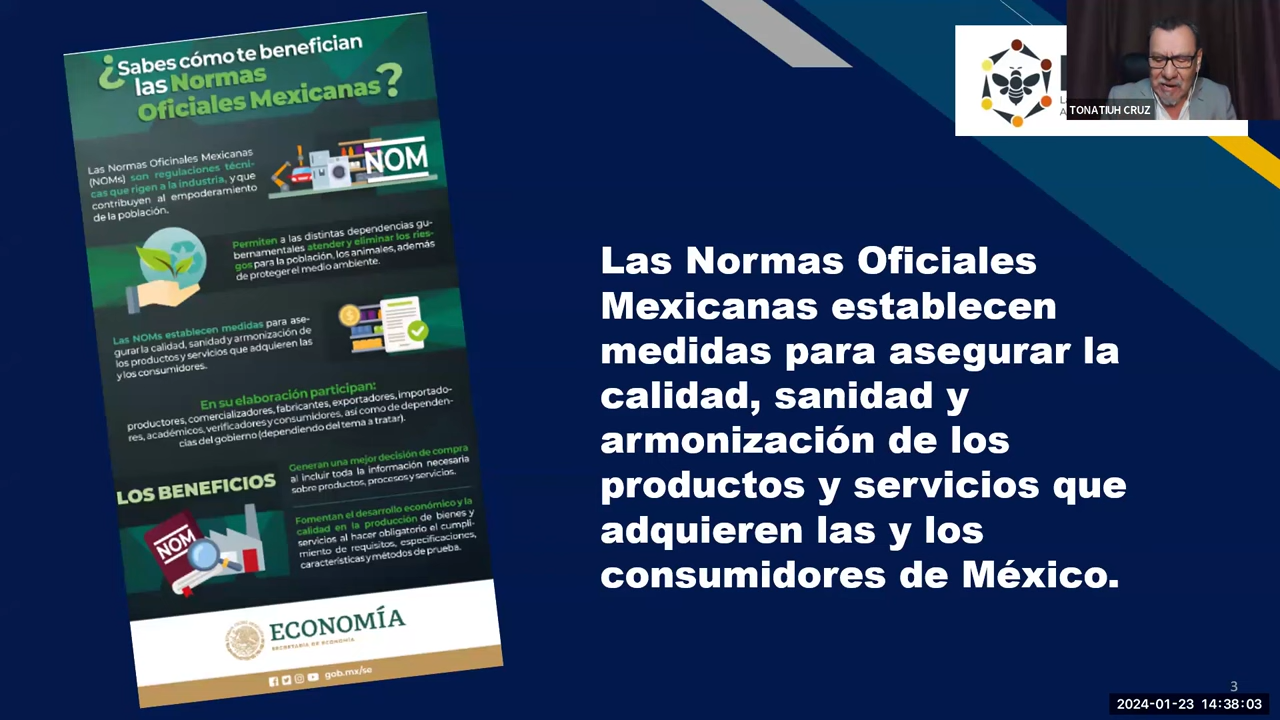 ¿Sabes cómo te benefician
las Normas
Oficiales Mexicanas?
Las Normas Oficinales Mexicanas
(NOMs) son regulaciones técni-
cas que rigen a la industria, y que
contribuyen al empoderamiento
de la población.
NOM
Permiten a las distintas dependencias gu-
bernamentales atender y eliminar los ries-
gos para la población, los animales, además
de proteger el medio ambiente.
Las NOMs establecen medidas para ase-
gurar la calidad, sanidad y armonización de
los productos y servicios que adquieren las
y los consumidores.
En su elaboración participan:
productores, comercializadores, fabricantes, exportadores, importado-
res, académicos, verificadores y consumidores, así como de dependen-
cias del gobierno (dependiendo del tema a tratar).
LOS BENEFICIOS
Generan una mejor decisión de compra
al incluir toda la información necesaria
sobre productos, procesos y servicios.
Fomentan el desarrollo económico y la
calidad en la producción de bienes y
servicios al hacer obligatorio el cumpli-
miento de requisitos, especificaciones,
características y métodos de prueba.
NOM
ECONOMÍA
SECRETARÍA DE ECONOMÍA
gob.mx/se
Las Normas Oficiales
Mexicanas establecen
medidas para asegurar la
calidad, sanidad y
armonización de los
productos y servicios que
adquieren las y los
consumidores de México.
TONATIUH CRUZ
3
2024-01-23 14:38:03